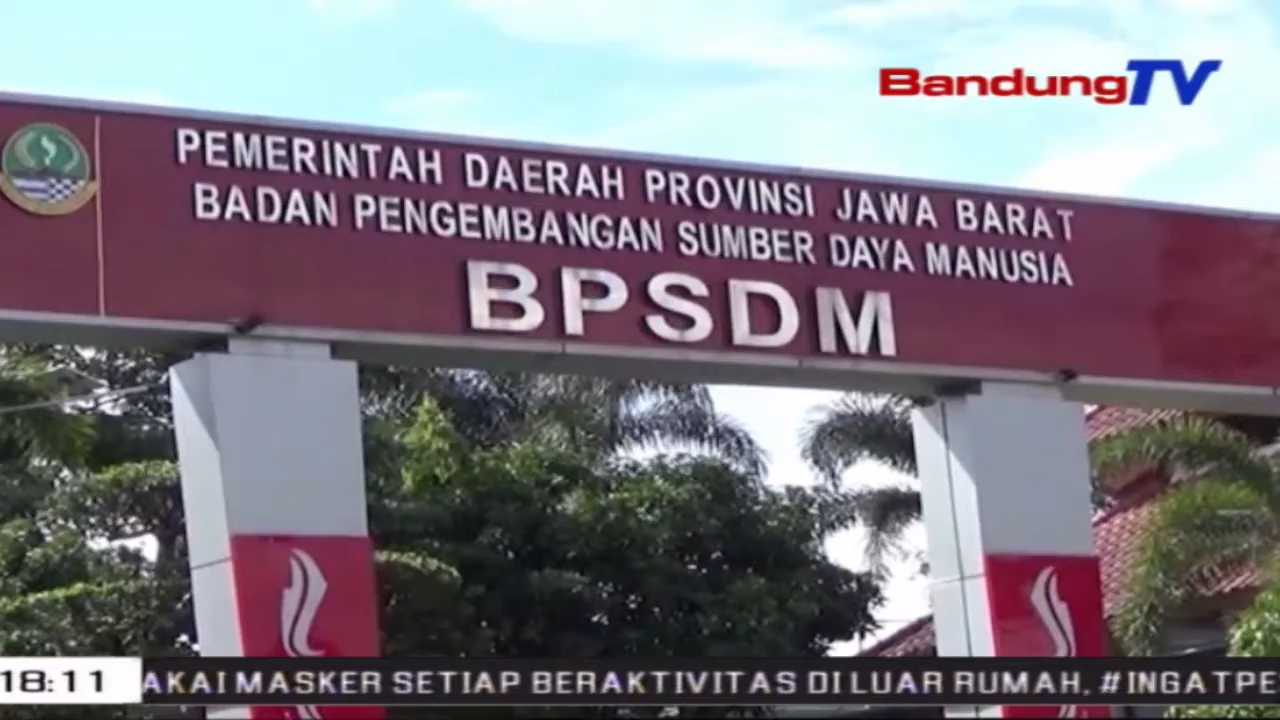 BandungTV
PEMERINTAH DAERAH PROVINSI JAWA BARAT
BADAN PENGEMBANGAN SUMBER DAYA MANUSIA
BPSDM
18:11
AKAI MASKER SETIAP BERAKTIVITAS DI LUAR RUMAH, #INGATPE